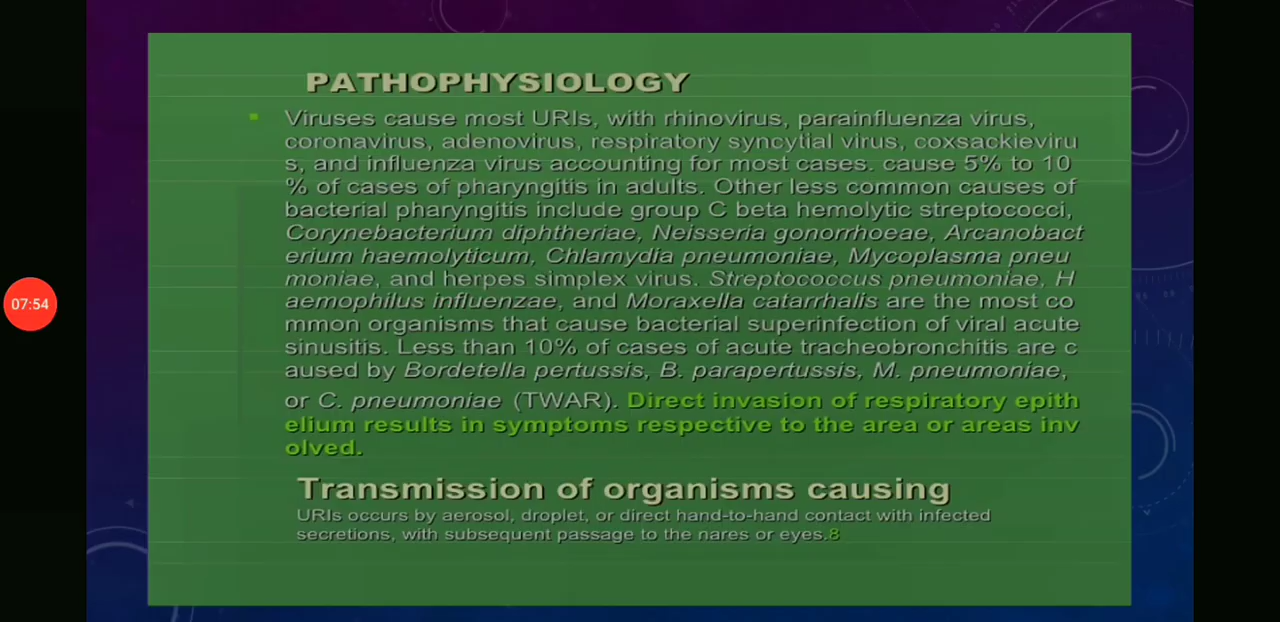 PATHOPHYSIOLOGY
Viruses cause most URIs, with rhinovirus, parainfluenza virus,
coronavirus, adenovirus, respiratory syncytial virus, coxsackieviru
s, and influenza virus accounting for most cases. cause 5% to 10
% of cases of pharyngitis in adults. Other less common causes of
bacterial pharyngitis include group C beta hemolytic streptococci,
Corynebacterium diphtheriae, Neisseria gonorrhoeae, Arcanobact
erium haemolyticum, Chlamydia pneumoniae, Mycoplasma pneu
moniae, and herpes simplex virus. Streptococcus pneumoniae, H
aemophilus influenzae, and Moraxella catarrhalis are the most co
mmon organisms that cause bacterial superinfection of viral acute
sinusitis. Less than 10% of cases of acute tracheobronchitis are c
aused by Bordetella pertussis, B. parapertussis, M. pneumoniae,
or C. pneumoniae (TWAR). Direct invasion of respiratory epith
elium results in symptoms respective to the area or areas inv
olved.
07:54
Transmission of organisms causing
URIs occurs by aerosol, droplet, or direct hand-to-hand contact with infected
secretions, with subsequent passage to the nares or eyes.8